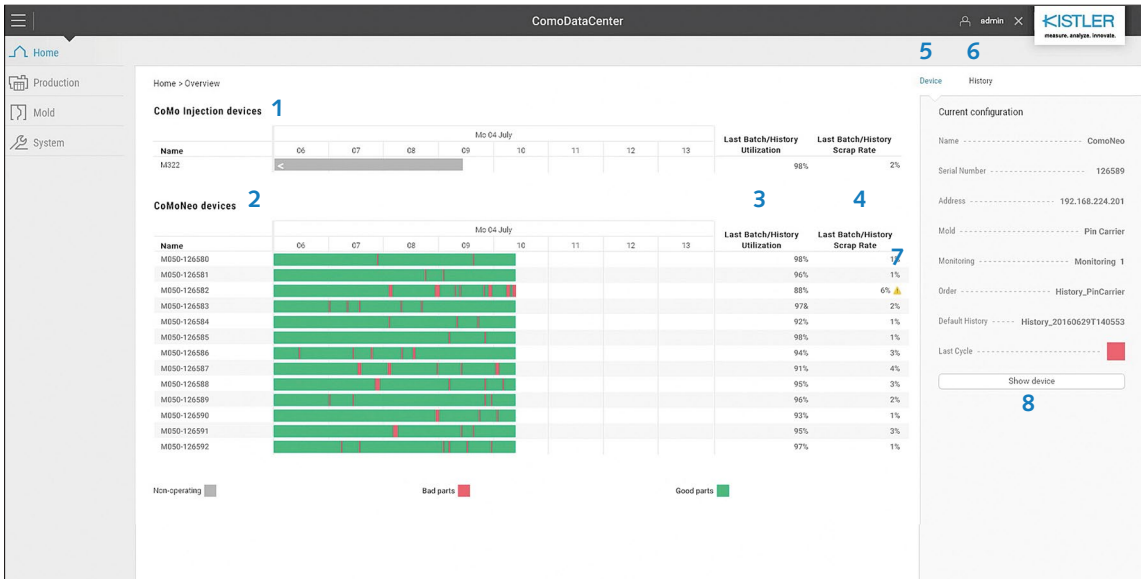 ComoDataCenter
admin
KISTLER
measure. analyze. innovate.
Home
Production
Mold
System
Home > Overview
CoMo Injection devices 1
Mo 04 July
Name 06 07 08 09 10 11 12 13 Last Batch/History Utilization Last Batch/History Scrap Rate
M322 < 98% 2%
CoMoNeo devices 2 3 4
Mo 04 July
Name 06 07 08 09 10 11 12 13 Last Batch/History Utilization Last Batch/History Scrap Rate
7
M050-126580 98% 1%
M050-126581 96% 1%
M050-126582 88% 6%
M050-126583 97& 2%
M050-126584 92% 1%
M050-126585 98% 1%
M050-126586 94% 3%
M050-126587 91% 4%
M050-126588 95% 3%
M050-126589 96% 2%
M050-126590 93% 1%
M050-126591 95% 3%
M050-126592 97% 1%
Non-operating Bad parts Good parts
5 6
Device History
Current configuration
Name ComoNeo
Serial Number 126589
Address 192.168.224.201
Mold Pin Carrier
Monitoring Monitoring 1
Order History_PinCarrier
Default History History_20160629T140553
Last Cycle
Show device
8